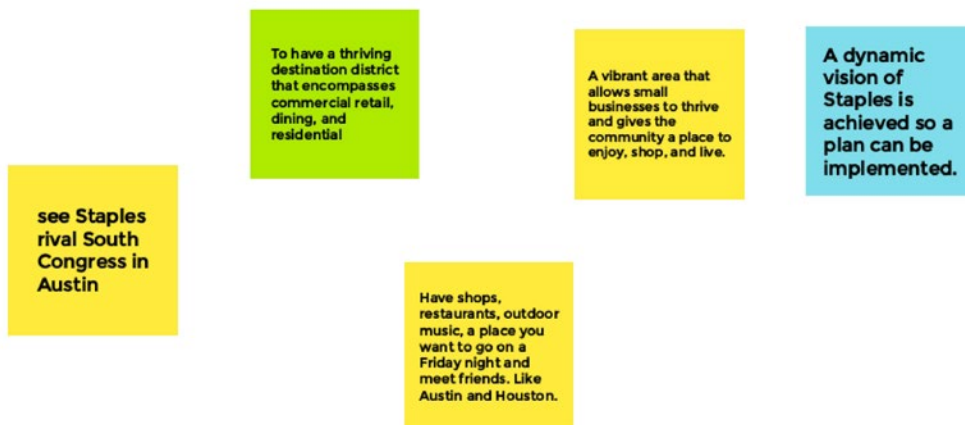 To have a thriving
destination district
that encompasses
commercial retail,
dining, and
residential
A vibrant area that
allows small
businesses to thrive
and gives the
community a place to
enjoy, shop, and live.
A dynamic
vision of
Staples is
achieved so a
plan can be
implemented.
see Staples
rival South
Congress in
Austin
Have shops,
restaurants, outdoor
music, a place you
want to go on a
Friday night and
meet friends. Like
Austin and Houston.